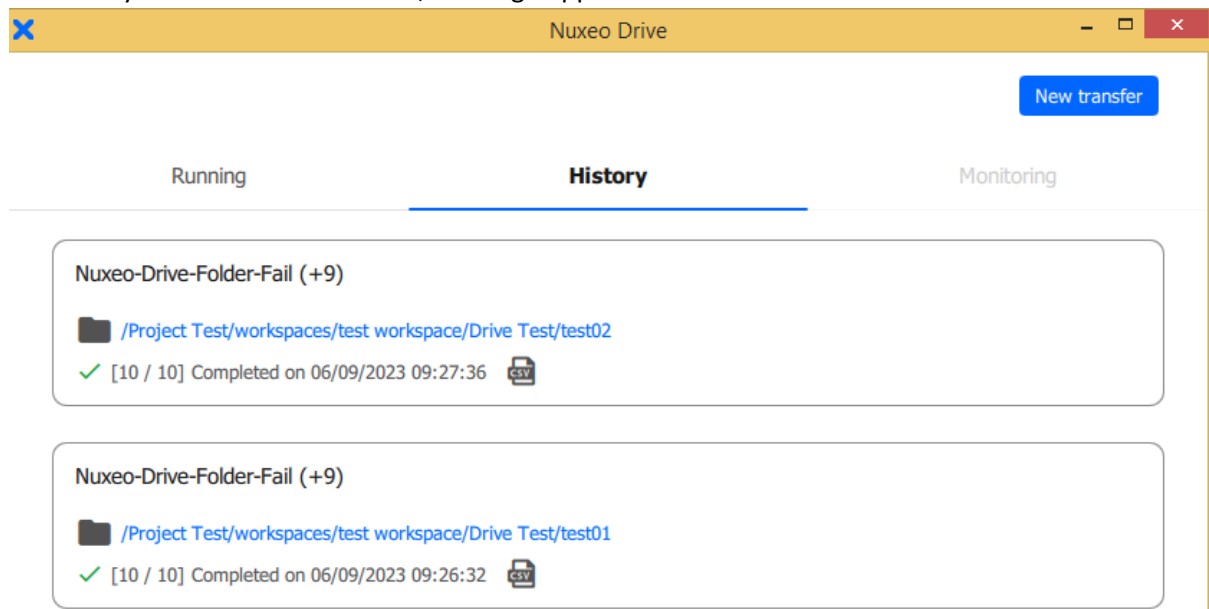 Nuxeo Drive
New transfer
Running History Monitoring
Nuxeo-Drive-Folder-Fail (+9)
/Project Test/workspaces/test workspace/Drive Test/test02
[10 / 10] Completed on 06/09/2023 09:27:36 CSV
Nuxeo-Drive-Folder-Fail (+9)
/Project Test/workspaces/test workspace/Drive Test/test01
[10 / 10] Completed on 06/09/2023 09:26:32 CSV